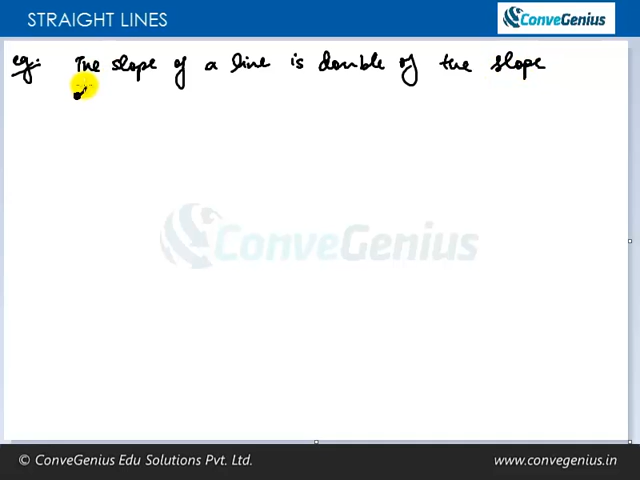 STRAIGHT LINES
ConveGenius
eg: The slope of a line is double of the slope
ConveGenius
© ConveGenius Edu Solutions Pvt. Ltd.
www.convegenius.in